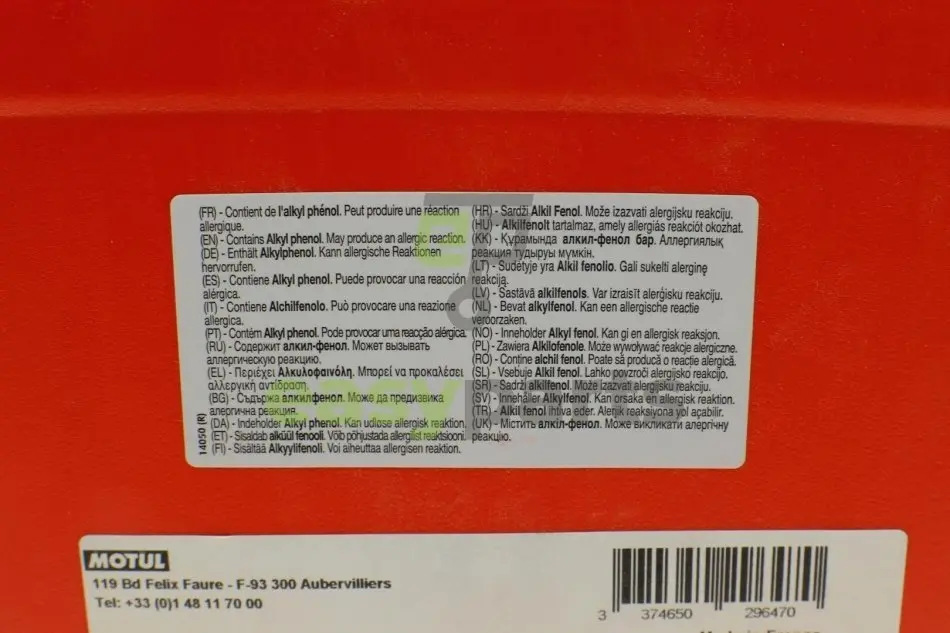 (FR) - Contient de l'alkyl phénol. Peut produire une réaction
allergique.
(EN) - Contains Alkyl phenol. May produce an allergic reaction.
(DE) - Enthält Alkylphenol. Kann allergische Reaktionen
hervorrufen.
(ES) - Contiene Alkyl phenol. Puede provocar una reacción
alérgica.
(IT) - Contiene Alchilfenolo. Può provocare una reazione
allergica.
(PT) - Contém Alkyl phenol. Pode provocar uma reacção alérgica.
(RU) - Содержит алкил-фенол. Может вызывать
аллергическую реакцию.
(EL) - Περιέχει Αλκυλοφαινόλη. Μπορεί να προκαλέσει
αλλεργική αντίδραση.
(BG) - Съдържа алкилфенол. Може да предизвика
алергична реакция.
(DA) - Indeholder Alkyl phenol. Kan udløse allergisk reaktion.
(ET) - Sisaldab alküül fenooli. Võib põhjustada allergilist reaktsiooni.
(FI) - Sisältää Alkyylifenoli. Voi aiheuttaa allergisen reaktion.
14050 (R)
(HR) - Sardži Alkil Fenol. Može izazvati alergijsku reakciju.
(HU) - Alkilfenolt tartalmaz, amely allergiás reakciót okozhat.
(KK) - Құрамында алкил-фенол бар. Аллергиялық
реакция тудыруы мүмкін.
(LT) - Sudėtyje yra Alkil fenolio. Gali sukelti alerginę
reakciją.
(LV) - Sastāvā alkilfenols. Var izraisīt alerģisku reakciju.
(NL) - Bevat alkylfenol. Kan een allergische reactie
veroorzaken.
(NO) - Inneholder Alkyl fenol. Kan gi en allergisk reaksjon.
(PL) - Zawiera Alkilofenole. Może wywoływać reakcje alergiczne.
(RO) - Conține alchil fenol. Poate să producă o reacție alergică.
(SL) - Vsebuje Alkil fenol. Lahko povzroči alergijsko reakcijo.
(SR) - Sadrži alkilfenol. Može izazvati alergijsku reakciju.
(SV) - Innehåller Alkylfenol. Kan orsaka en allergisk reaktion.
(TR) - Alkil fenol ihtiva eder. Alerjik reaksiyona yol açabilir.
(UK) - Містить алкіл-фенол. Може викликати алергічну
реакцію.
easy
MOTUL
119 Bd Felix Faure - F-93 300 Aubervilliers
Tel: +33 (0)1 48 11 70 00
3 374650 296470